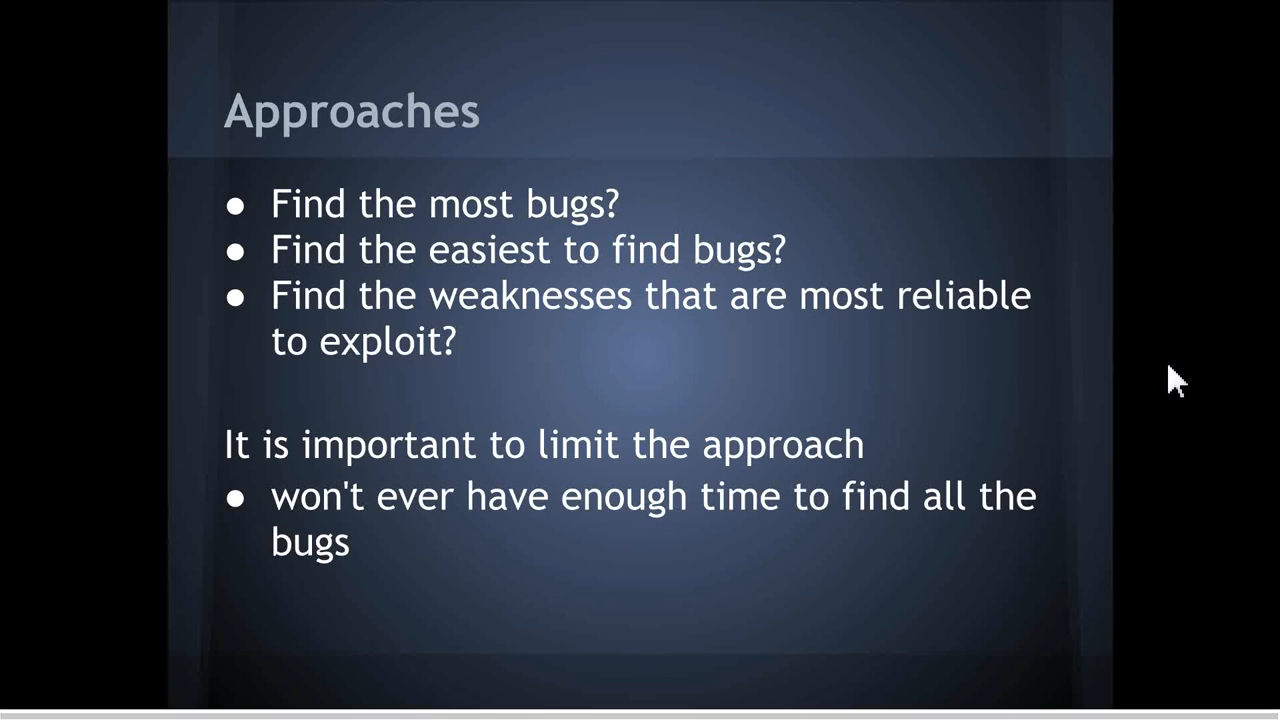 Approaches
● Find the most bugs?
● Find the easiest to find bugs?
● Find the weaknesses that are most reliable
to exploit?
It is important to limit the approach
● won't ever have enough time to find all the
bugs